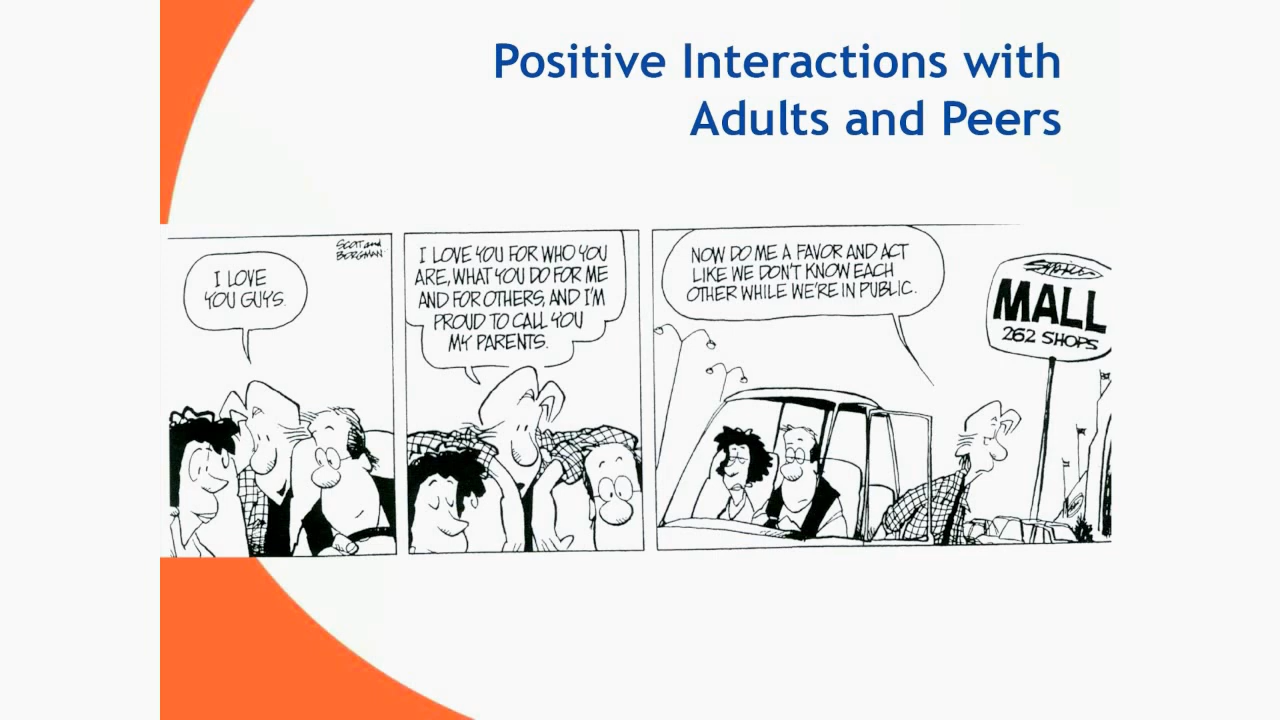 Positive Interactions with
Adults and Peers
SCOTT and
BORGMAN
I LOVE
YOU GUYS.
I LOVE YOU FOR WHO YOU
ARE, WHAT YOU DO FOR ME
AND FOR OTHERS, AND I'M
PROUD TO CALL YOU
MY PARENTS.
NOW DO ME A FAVOR AND ACT
LIKE WE DON'T KNOW EACH
OTHER WHILE WE'RE IN PUBLIC.
MALL
262 SHOPS